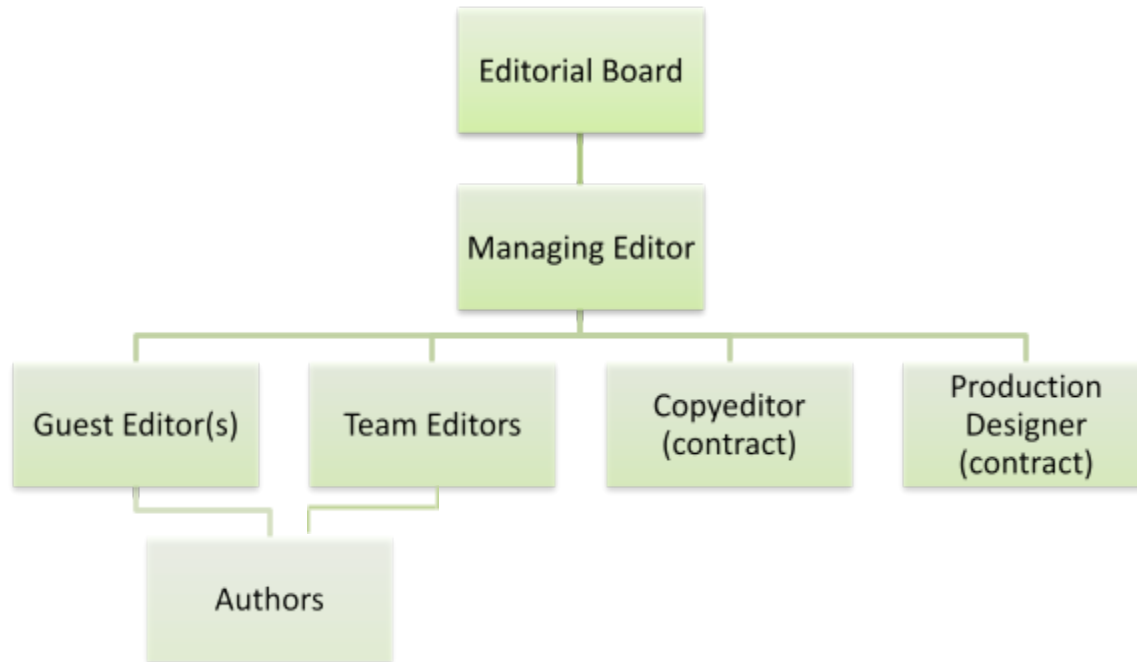 Editorial Board
Managing Editor
Guest Editor(s)
Team Editors
Copyeditor
(contract)
Production
Designer
(contract)
Authors